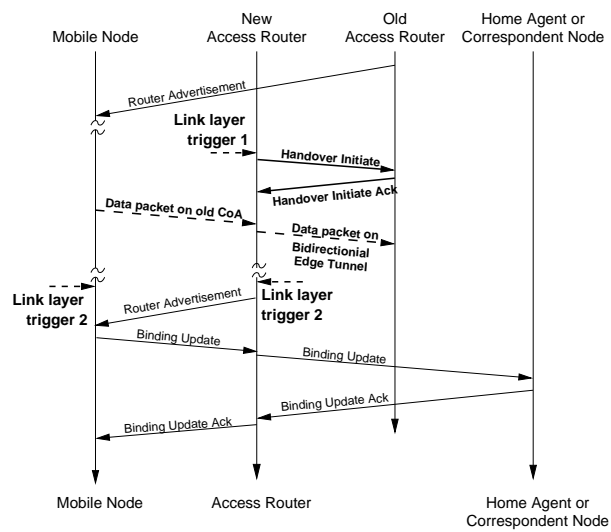 Mobile Node
New
Access Router
Old
Access Router
Home Agent or
Correspondent Node
Router Advertisement
Link layer
trigger 1
Handover Initiate
Handover Initiate Ack
Data packet on old CoA
Data packet on
Bidirectionial
Edge Tunnel
Link layer
trigger 2
Router Advertisement
Link layer
trigger 2
Binding Update
Binding Update
Binding Update Ack
Binding Update Ack
Mobile Node
Access Router
Home Agent or
Correspondent Node